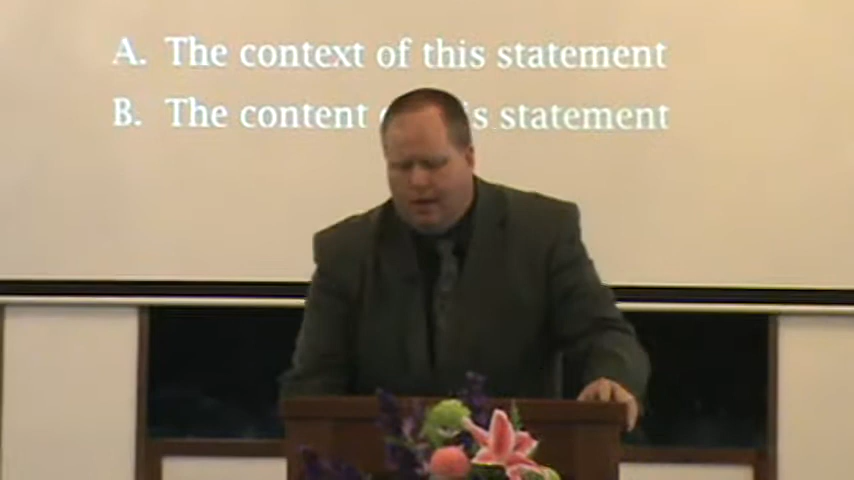 A. The context of this statement
B. The content statement